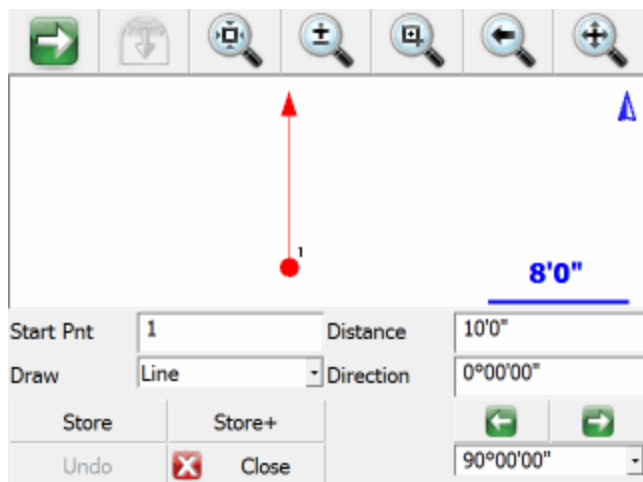 1
8'0"
Start Pnt 1 Distance 10'0"
Draw Line Direction 0°00'00"
Store Store+
Undo Close 90°00'00"